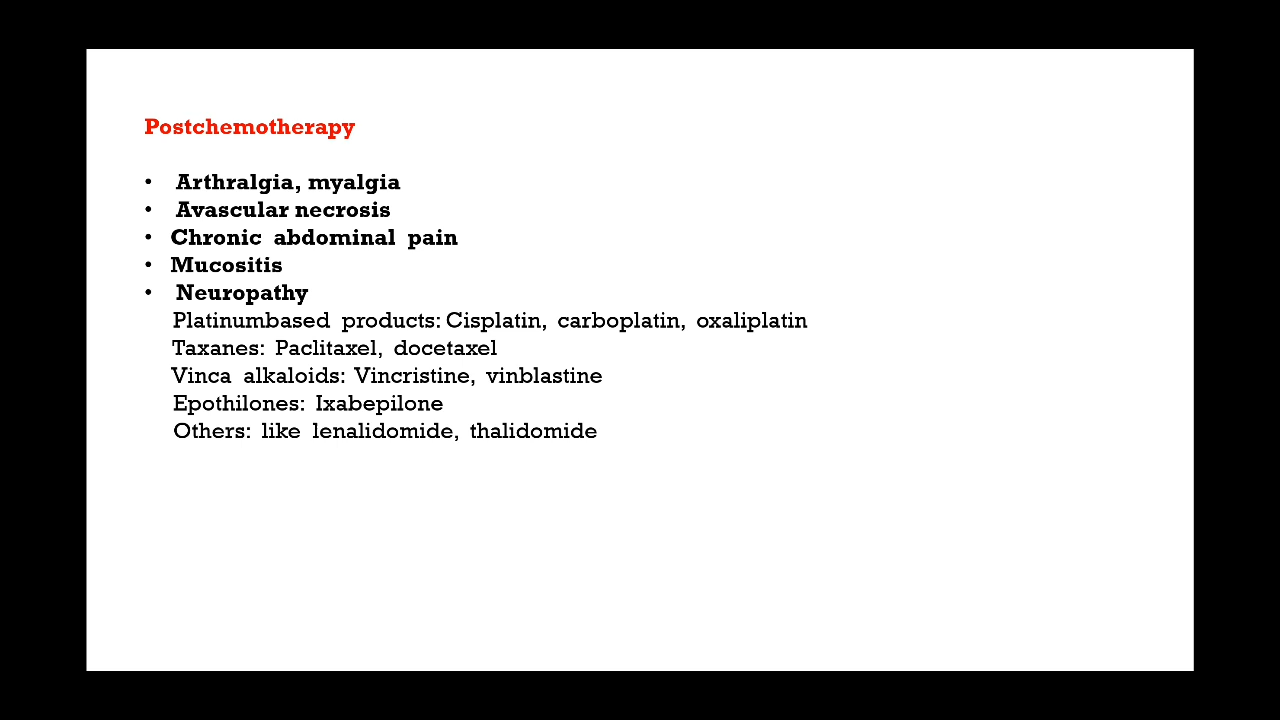 Postchemotherapy
• Arthralgia, myalgia
• Avascular necrosis
• Chronic abdominal pain
• Mucositis
• Neuropathy
Platinumbased products: Cisplatin, carboplatin, oxaliplatin
Taxanes: Paclitaxel, docetaxel
Vinca alkaloids: Vincristine, vinblastine
Epothilones: Ixabepilone
Others: like lenalidomide, thalidomide